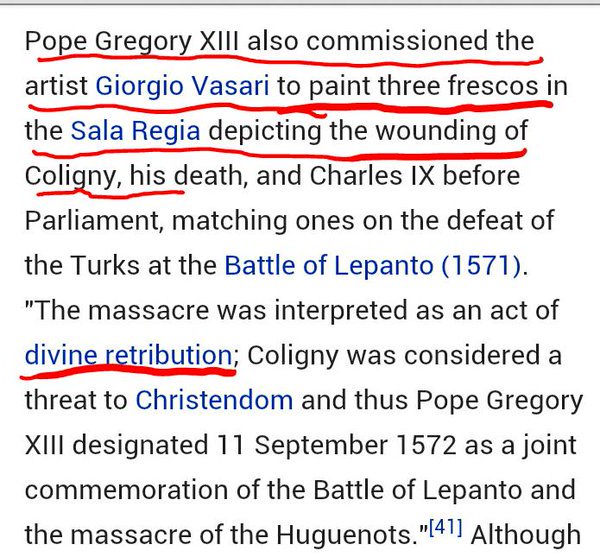 Pope Gregory XIII also commissioned the
artist Giorgio Vasari to paint three frescos in
the Sala Regia depicting the wounding of
Coligny, his death, and Charles IX before
Parliament, matching ones on the defeat of
the Turks at the Battle of Lepanto (1571).
"The massacre was interpreted as an act of
divine retribution; Coligny was considered a
threat to Christendom and thus Pope Gregory
XIII designated 11 September 1572 as a joint
commemoration of the Battle of Lepanto and
the massacre of the Huguenots."[41] Although